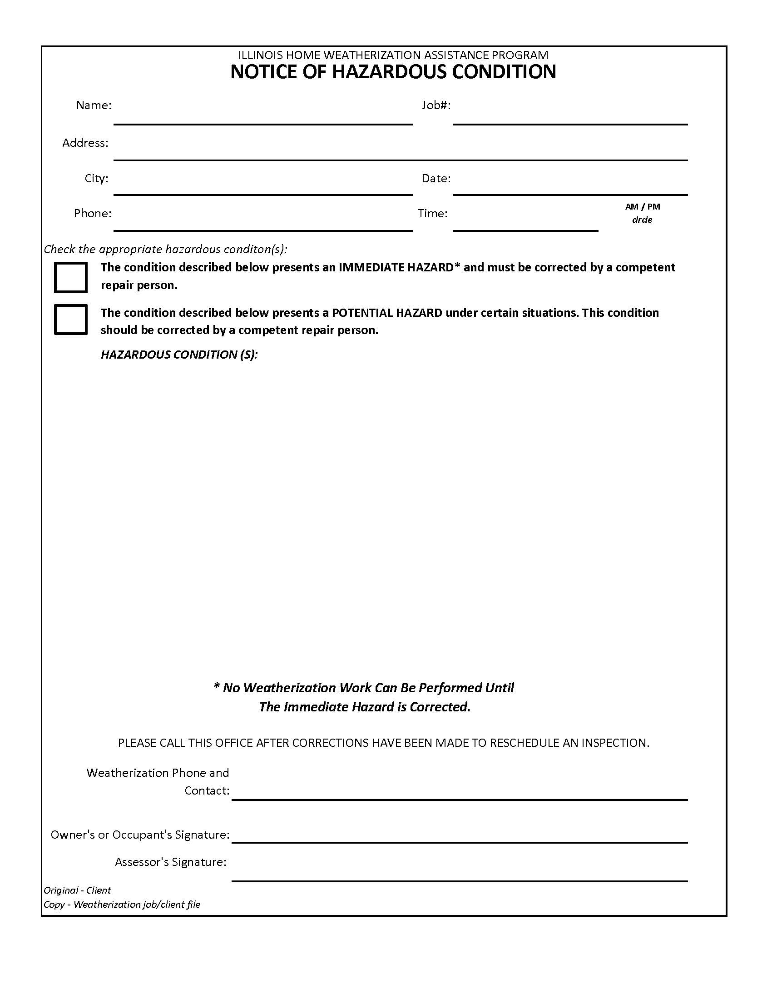 ILLINOIS HOME WEATHERIZATION ASSISTANCE PROGRAM
NOTICE OF HAZARDOUS CONDITION
Name: Job#:
Address:
City: Date:
Phone: Time: AM / PM
circle
Check the appropriate hazardous conditon(s):
The condition described below presents an IMMEDIATE HAZARD* and must be corrected by a competent
repair person.
The condition described below presents a POTENTIAL HAZARD under certain situations. This condition
should be corrected by a competent repair person.
HAZARDOUS CONDITION (S):
* No Weatherization Work Can Be Performed Until
The Immediate Hazard is Corrected.
PLEASE CALL THIS OFFICE AFTER CORRECTIONS HAVE BEEN MADE TO RESCHEDULE AN INSPECTION.
Weatherization Phone and
Contact:
Owner's or Occupant's Signature:
Assessor's Signature:
Original - Client
Copy - Weatherization job/client file